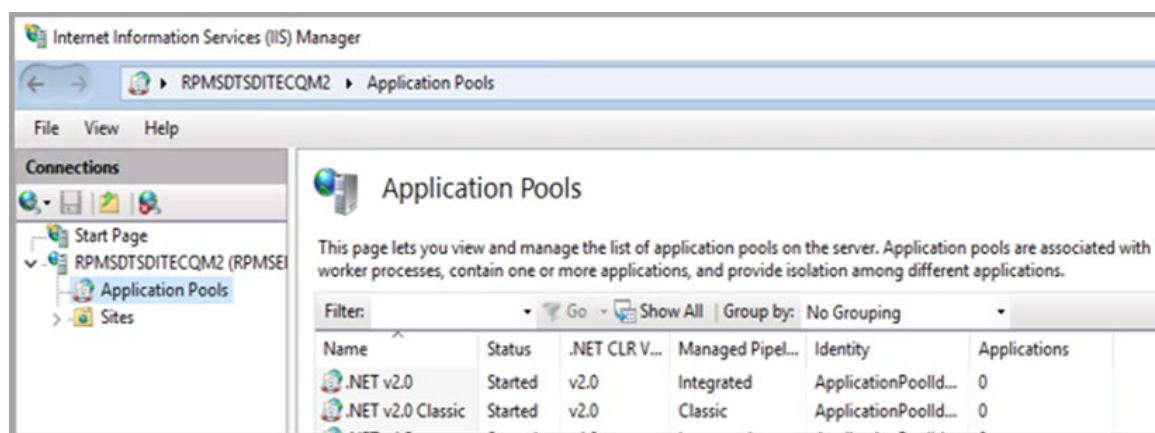 Internet Information Services (IIS) Manager
RPMSDTSDITECQM2 Application Pools
File View Help
Connections
Start Page
RPMSDTSDITECQM2 (RPMSEI
Application Pools
Sites
Application Pools
This page lets you view and manage the list of application pools on the server. Application pools are associated with
worker processes, contain one or more applications, and provide isolation among different applications.
Filter: Go Show All Group by: No Grouping
Name Status .NET CLR V... Managed Pipel... Identity Applications
.NET v2.0 Started v2.0 Integrated ApplicationPoolId... 0
.NET v2.0 Classic Started v2.0 Classic ApplicationPoolId... 0